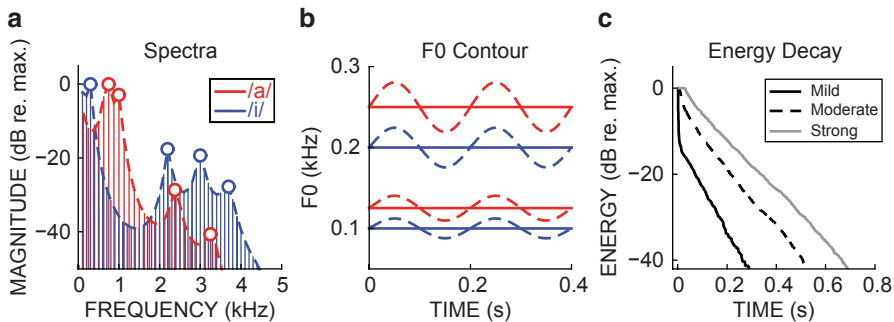 a
Spectra
MAGNITUDE (dB re. max.)
0
−20
−40
/a/
/i/
0 1 2 3 4 5
FREQUENCY (kHz)
b
F0 Contour
F0 (kHz)
0.3
0.2
0.1
0 0.2 0.4
TIME (s)
c
Energy Decay
ENERGY (dB re. max.)
0
−20
−40
Mild
Moderate
Strong
0 0.2 0.4 0.6 0.8
TIME (s)